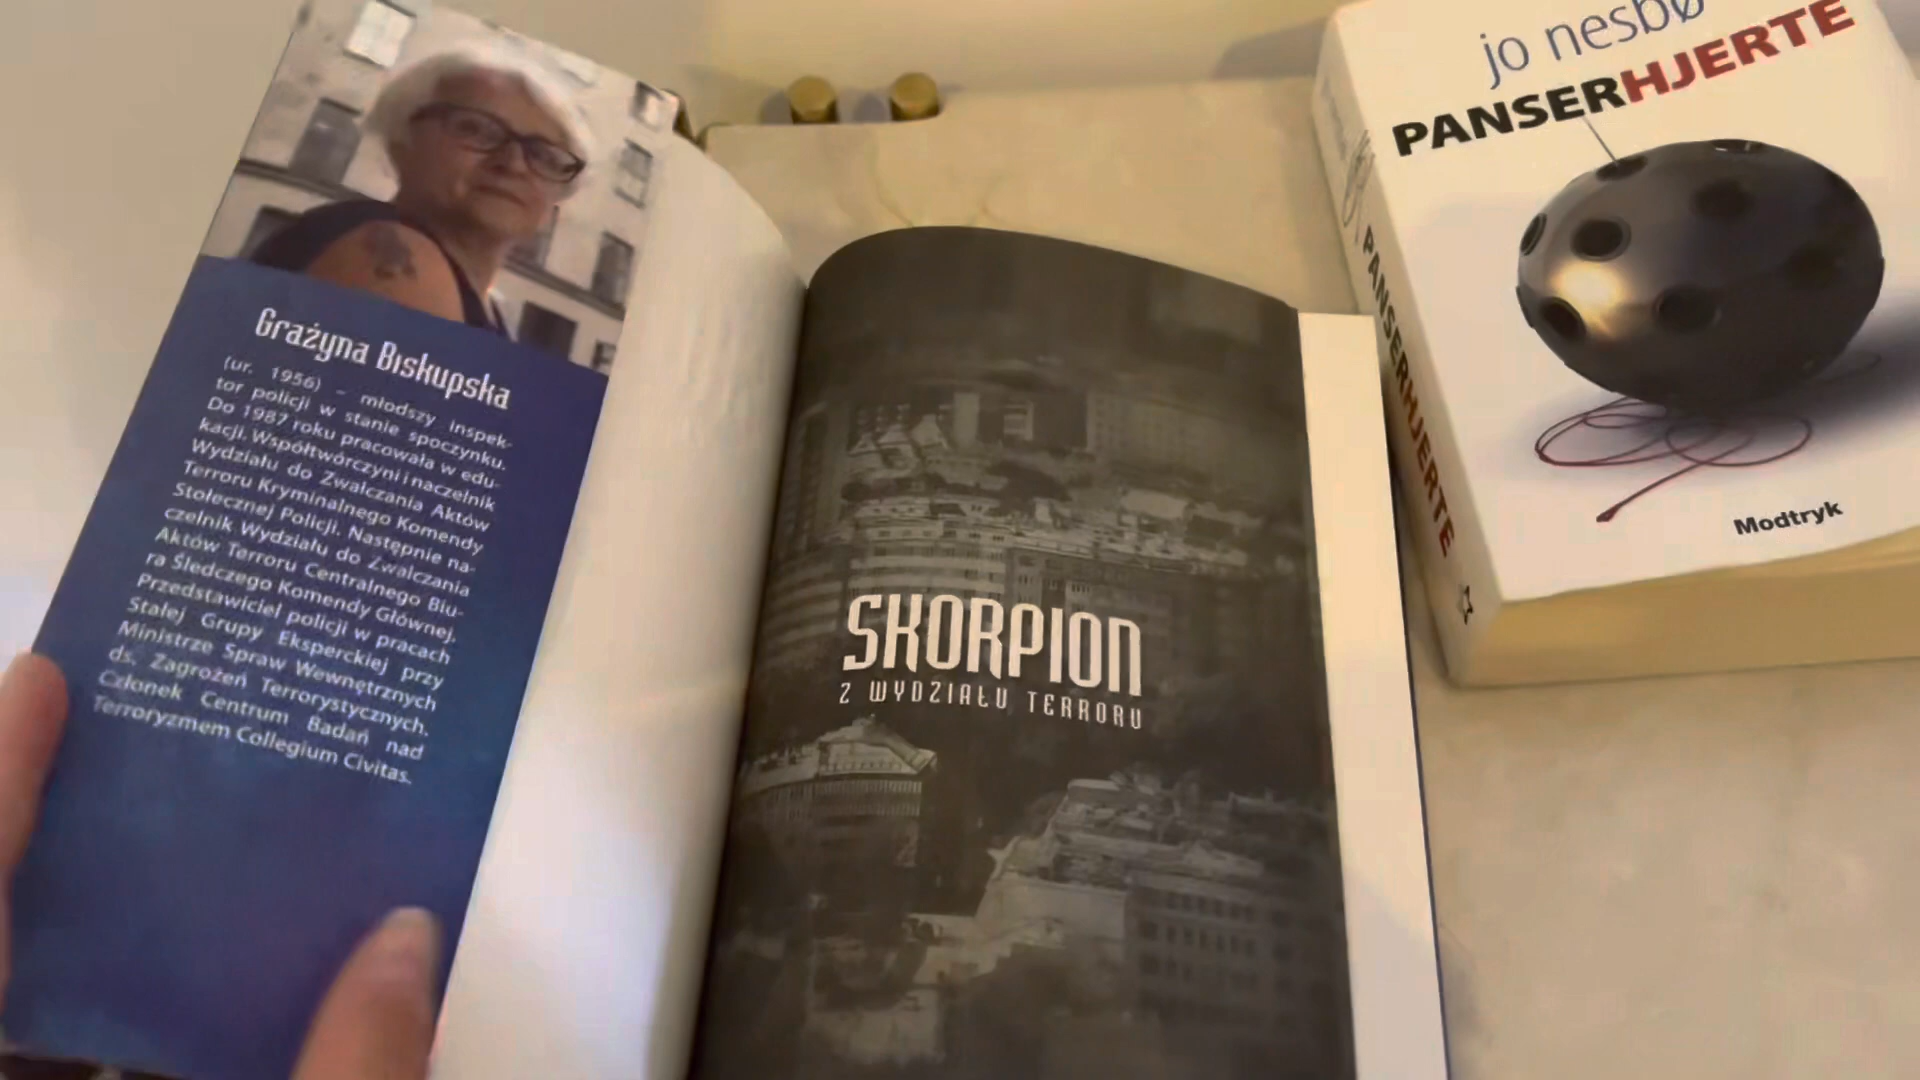 Grażyna Biskupska
(ur. 1956) – młodszy inspek-
tor policji w stanie spoczynku.
Do 1987 roku pracowała w edu-
kacji. Współtwórczyni i naczelnik
Wydziału do Zwalczania Aktów
Terroru Kryminalnego Komendy
Stołecznej Policji. Następnie na-
czelnik Wydziału do Zwalczania
Aktów Terroru Centralnego Biu-
ra Śledczego Komendy Głównej.
Przedstawiciel policji w pracach
Stałej Grupy Eksperckiej przy
Ministrze Spraw Wewnętrznych
ds. Zagrożeń Terrorystycznych.
Członek Centrum Badań nad
Terroryzmem Collegium Civitas.
SKORPION
Z WYDZIAŁU TERRORU
jo nesbø
PANSERHJERTE
Modtryk
PANSERHJERTE